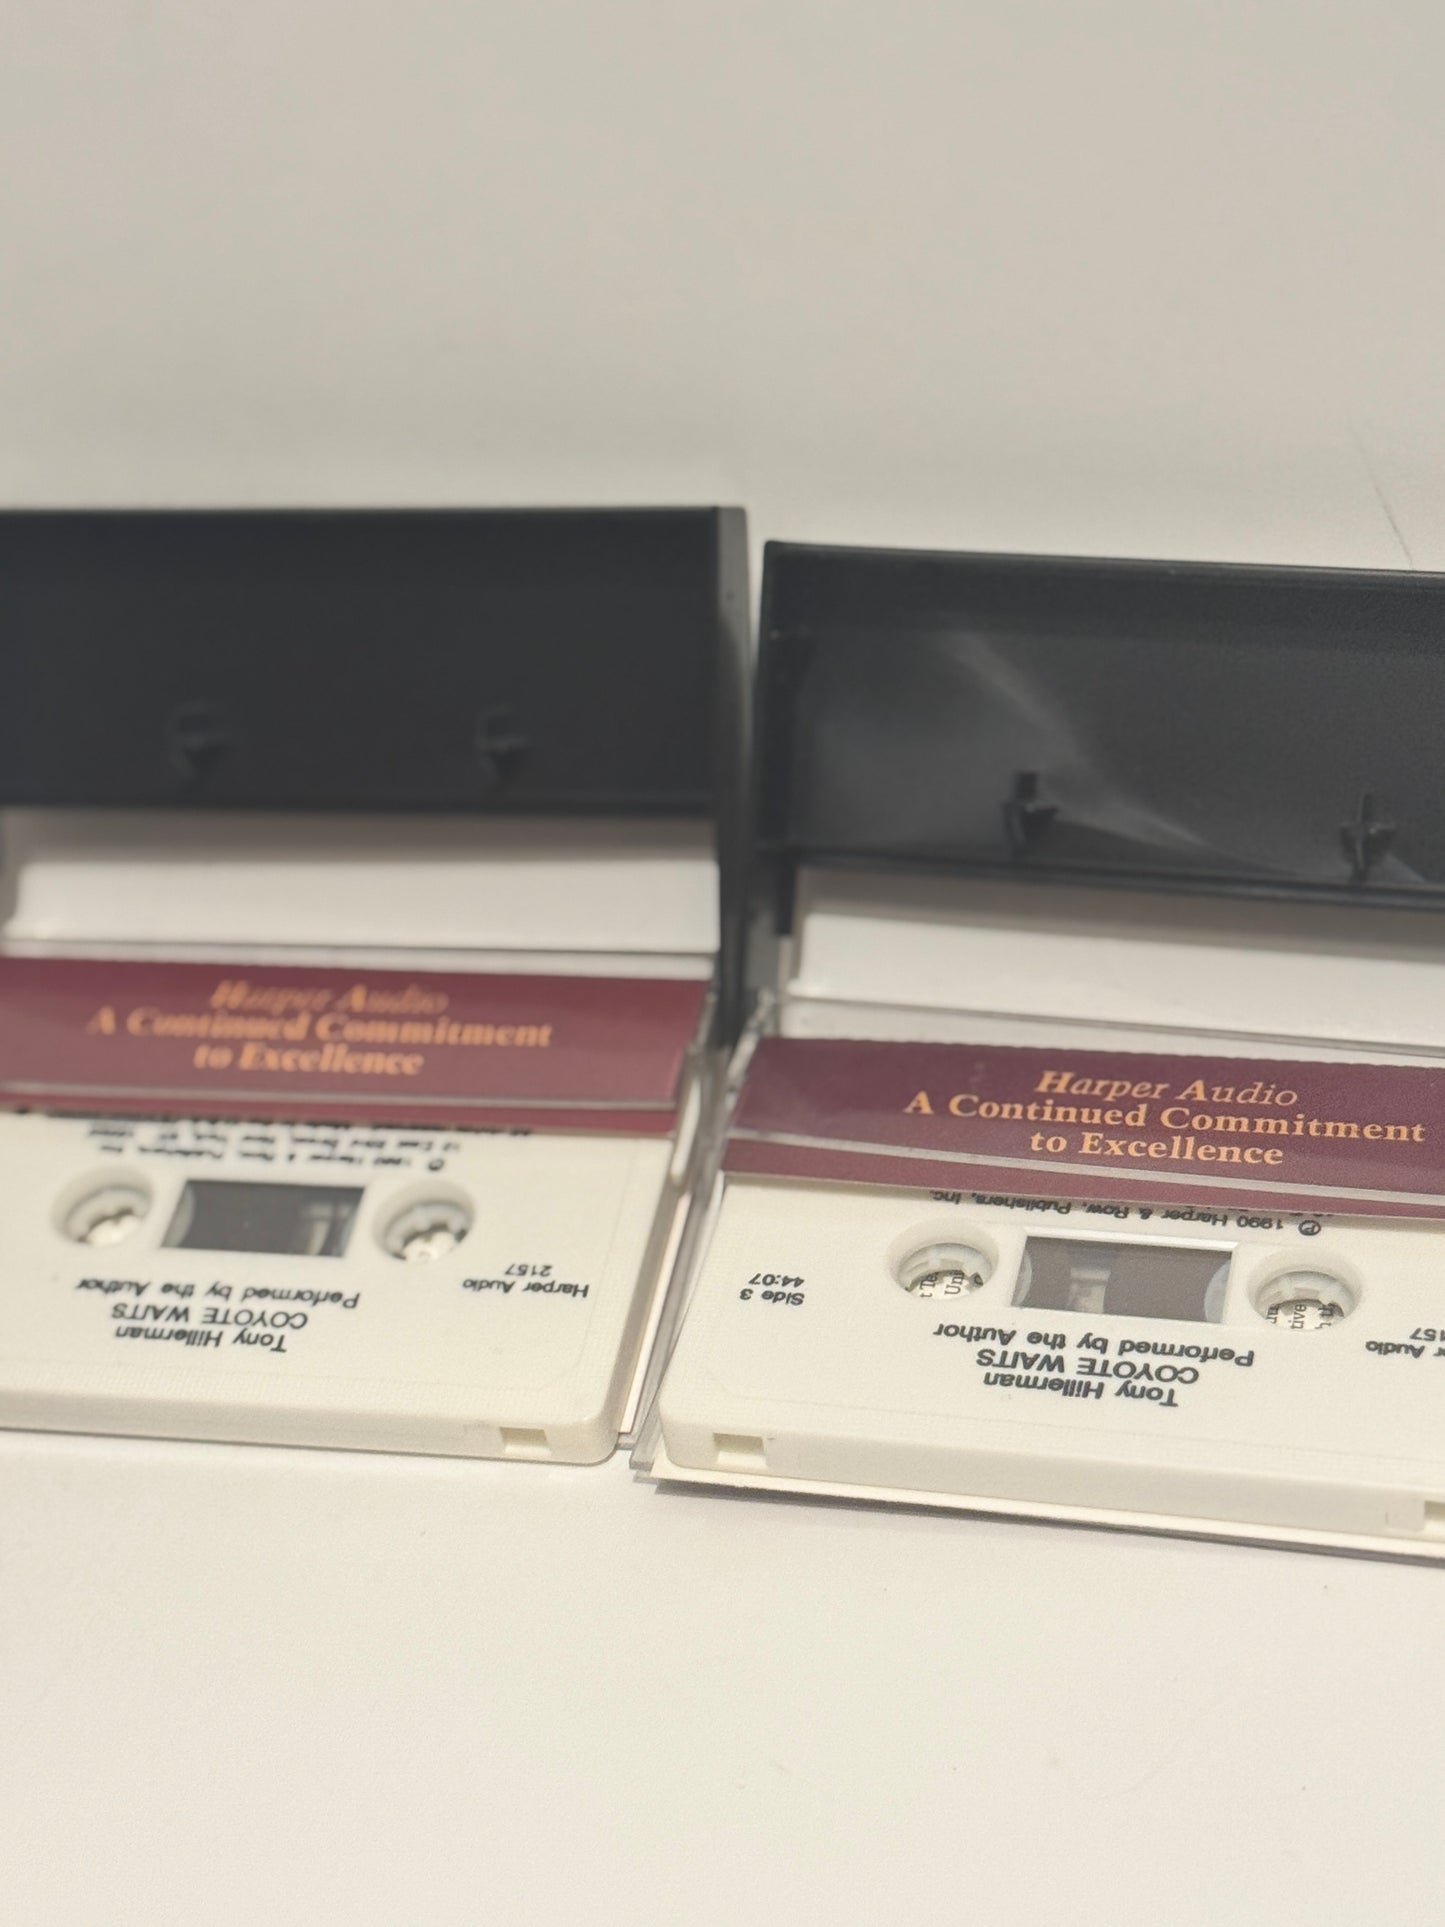 Harper Audio
A Continued Commitment
to Excellence
Tony Hillerman
COYOTE WAITS
Performed by the Author
Harper Audio
2157
Harper Audio
A Continued Commitment
to Excellence
Tony Hillerman
COYOTE WAITS
Performed by the Author
Side 3
44:07
Audio
157
℗ 1990 Harper & Row, Publishers, Inc.